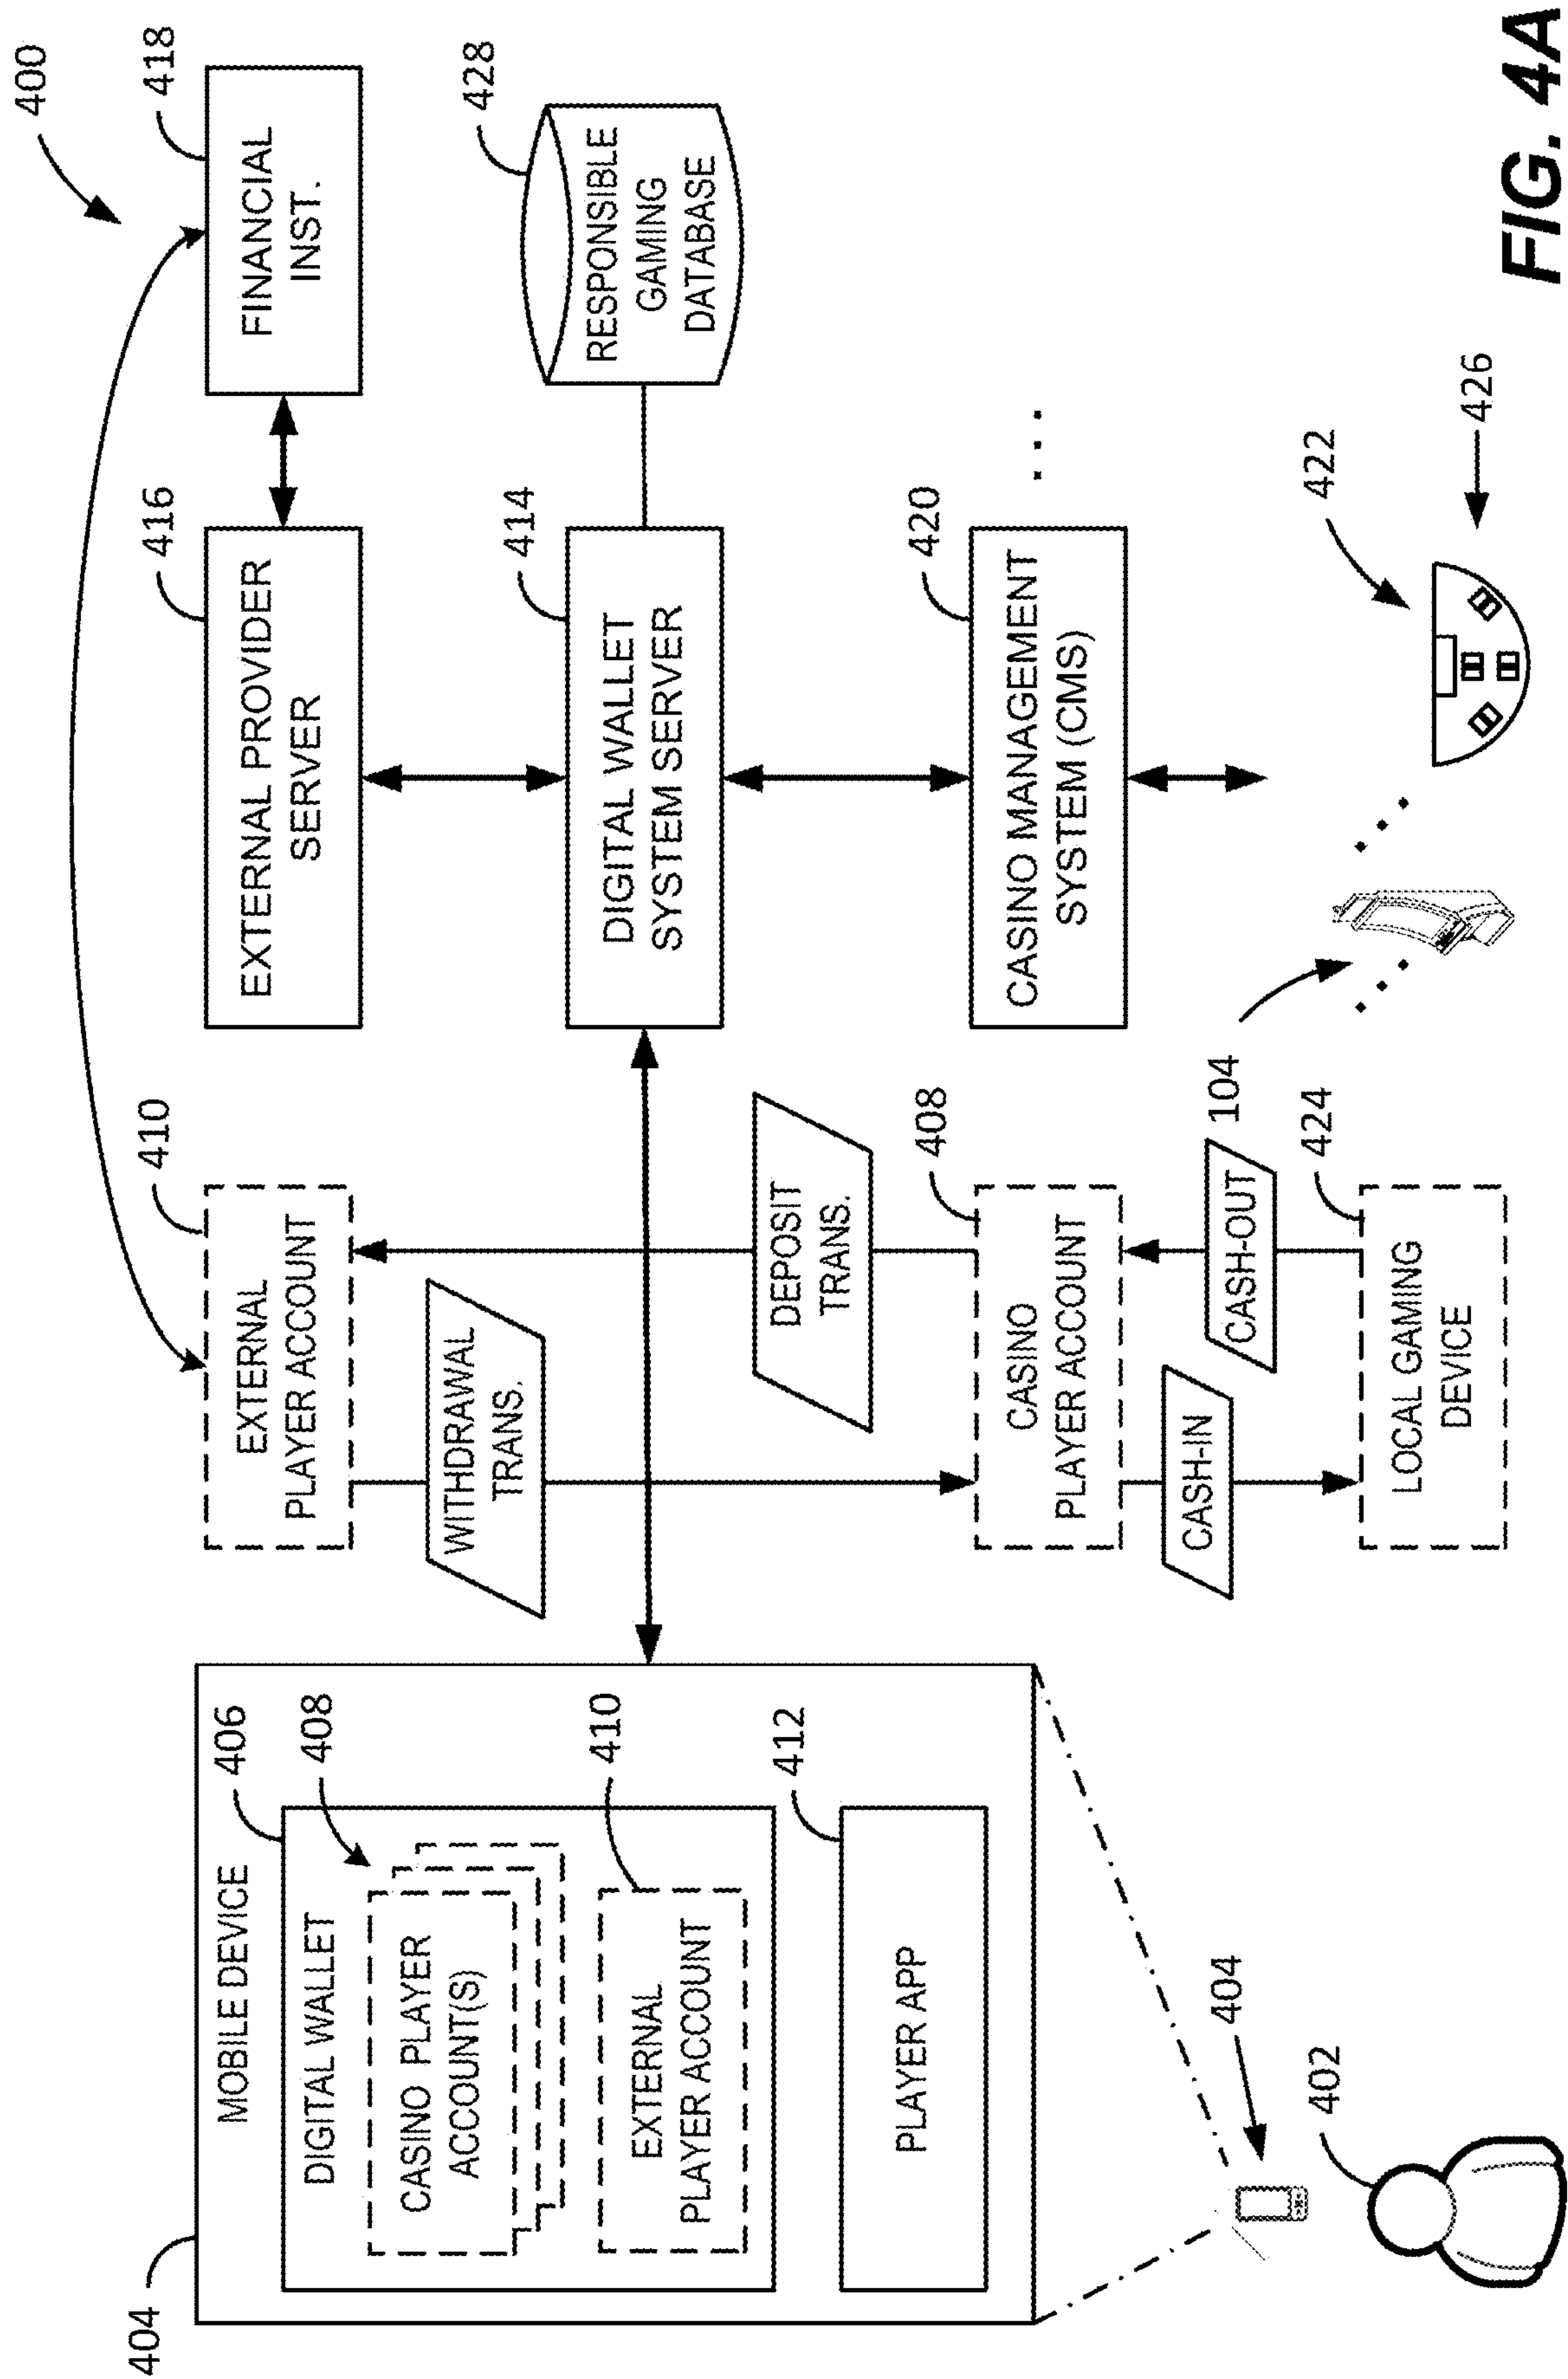 400
404
MOBILE DEVICE
406
DIGITAL WALLET
408
CASINO PLAYER
ACCOUNT(S)
410
EXTERNAL
PLAYER ACCOUNT
412
PLAYER APP
404
402
410
EXTERNAL
PLAYER ACCOUNT
WITHDRAWAL
TRANS.
DEPOSIT
TRANS.
408
CASINO
PLAYER ACCOUNT
CASH-IN
CASH-OUT
424
LOCAL GAMING
DEVICE
416
EXTERNAL PROVIDER
SERVER
418
FINANCIAL
INST.
414
DIGITAL WALLET
SYSTEM SERVER
428
RESPONSIBLE
GAMING
DATABASE
420
CASINO MANAGEMENT
SYSTEM (CMS)
104
422
426
FIG. 4A